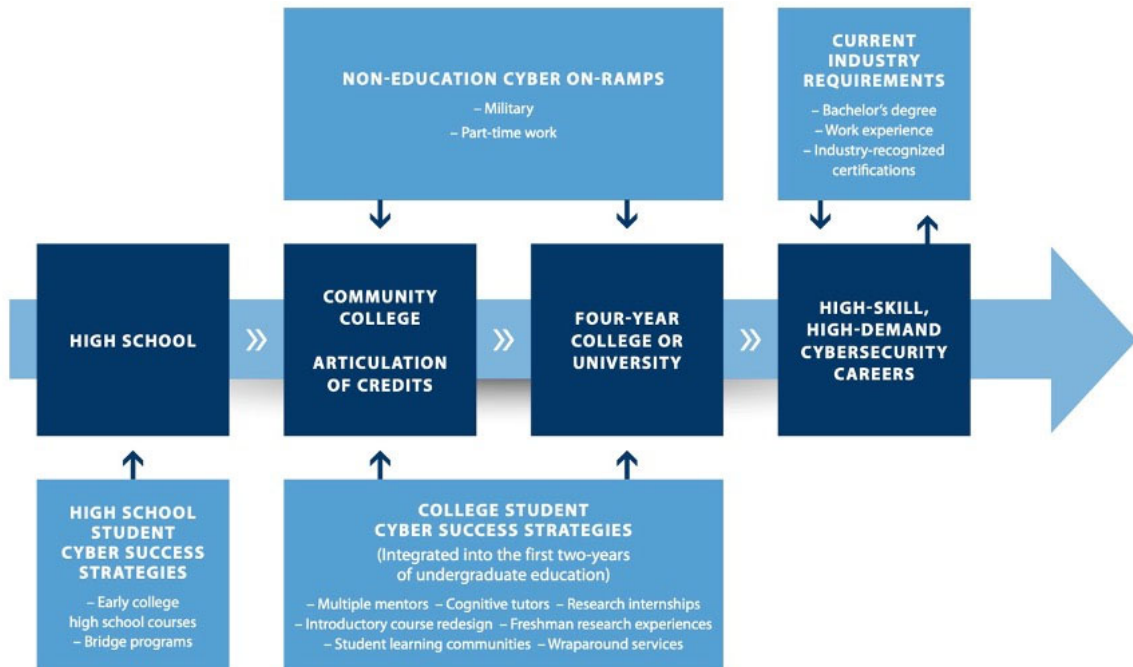 NON-EDUCATION CYBER ON-RAMPS
– Military
– Part-time work
CURRENT
INDUSTRY
REQUIREMENTS
– Bachelor’s degree
– Work experience
– Industry-recognized
certifications
HIGH SCHOOL
»
COMMUNITY
COLLEGE
ARTICULATION
OF CREDITS
»
FOUR-YEAR
COLLEGE OR
UNIVERSITY
»
HIGH-SKILL,
HIGH-DEMAND
CYBERSECURITY
CAREERS
HIGH SCHOOL
STUDENT
CYBER SUCCESS
STRATEGIES
– Early college
high school courses
– Bridge programs
COLLEGE STUDENT
CYBER SUCCESS STRATEGIES
(Integrated into the first two-years
of undergraduate education)
– Multiple mentors – Cognitive tutors – Research internships
– Introductory course redesign – Freshman research experiences
– Student learning communities – Wraparound services